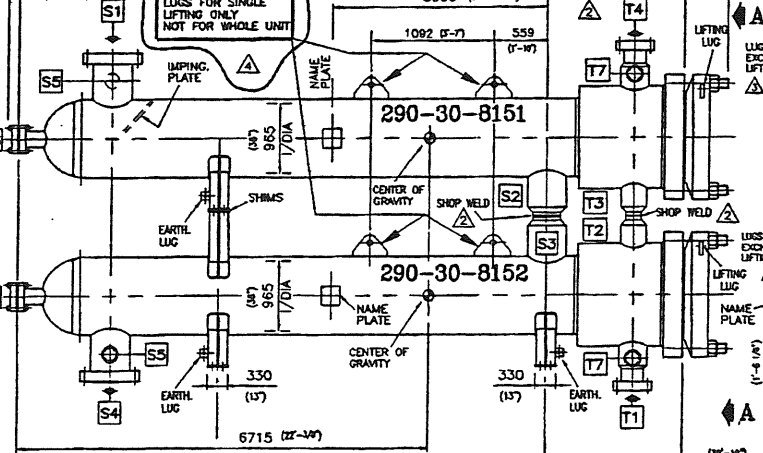 S1
LUGS FOR SINGLE
LIFTING ONLY
NOT FOR WHOLE UNIT
2
T4
A
1092 (3'-7")
559
(1'-10")
LIFTING
LUG
S5
IMPING.
PLATE
4
NAME
PLATE
T7
3
290-30-8151
(38")
965
I/DIA
CENTER OF
GRAVITY
SHIMS
EARTH.
LUG
S2
SHOP WELD
2
S3
T3
T2
SHOP WELD
2
290-30-8152
(38")
965
I/DIA
NAME
PLATE
CENTER OF
GRAVITY
LIFTING
LUG
NAME
PLATE
S5
T7
EARTH.
LUG
330
(13")
330
(13")
EARTH.
LUG
S4
T1
A
6715